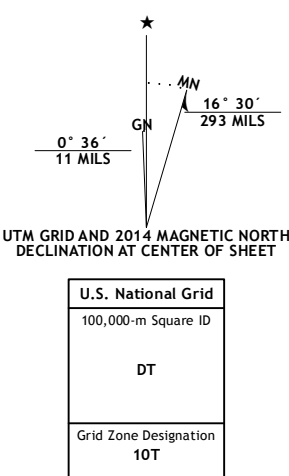 MN
16° 30´
293 MILS
GN
0° 36´
11 MILS
UTM GRID AND 2014 MAGNETIC NORTH
DECLINATION AT CENTER OF SHEET
U.S. National Grid
100,000-m Square ID
DT
Grid Zone Designation
10T